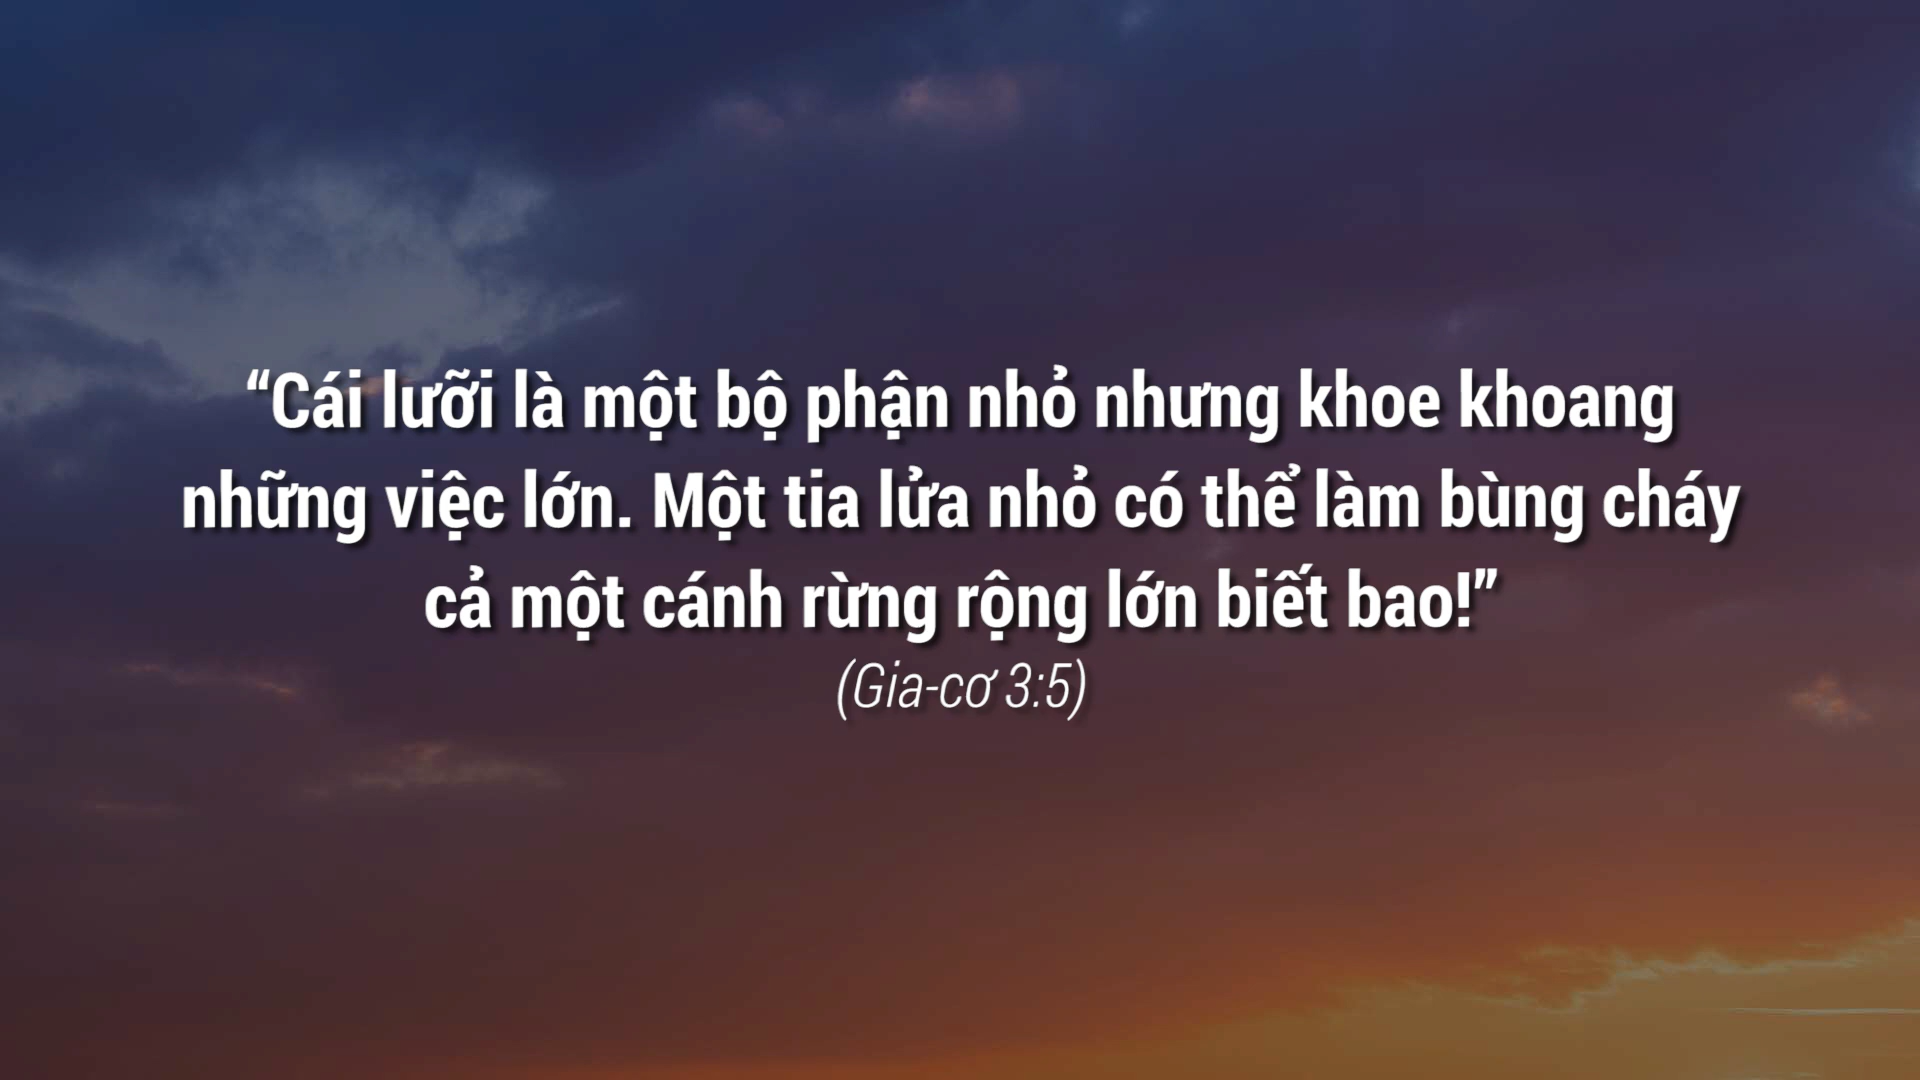 “Cái lưỡi là một bộ phận nhỏ nhưng khoe khoang
những việc lớn. Một tia lửa nhỏ có thể làm bùng cháy
cả một cánh rừng rộng lớn biết bao!”
(Gia-cơ 3:5)